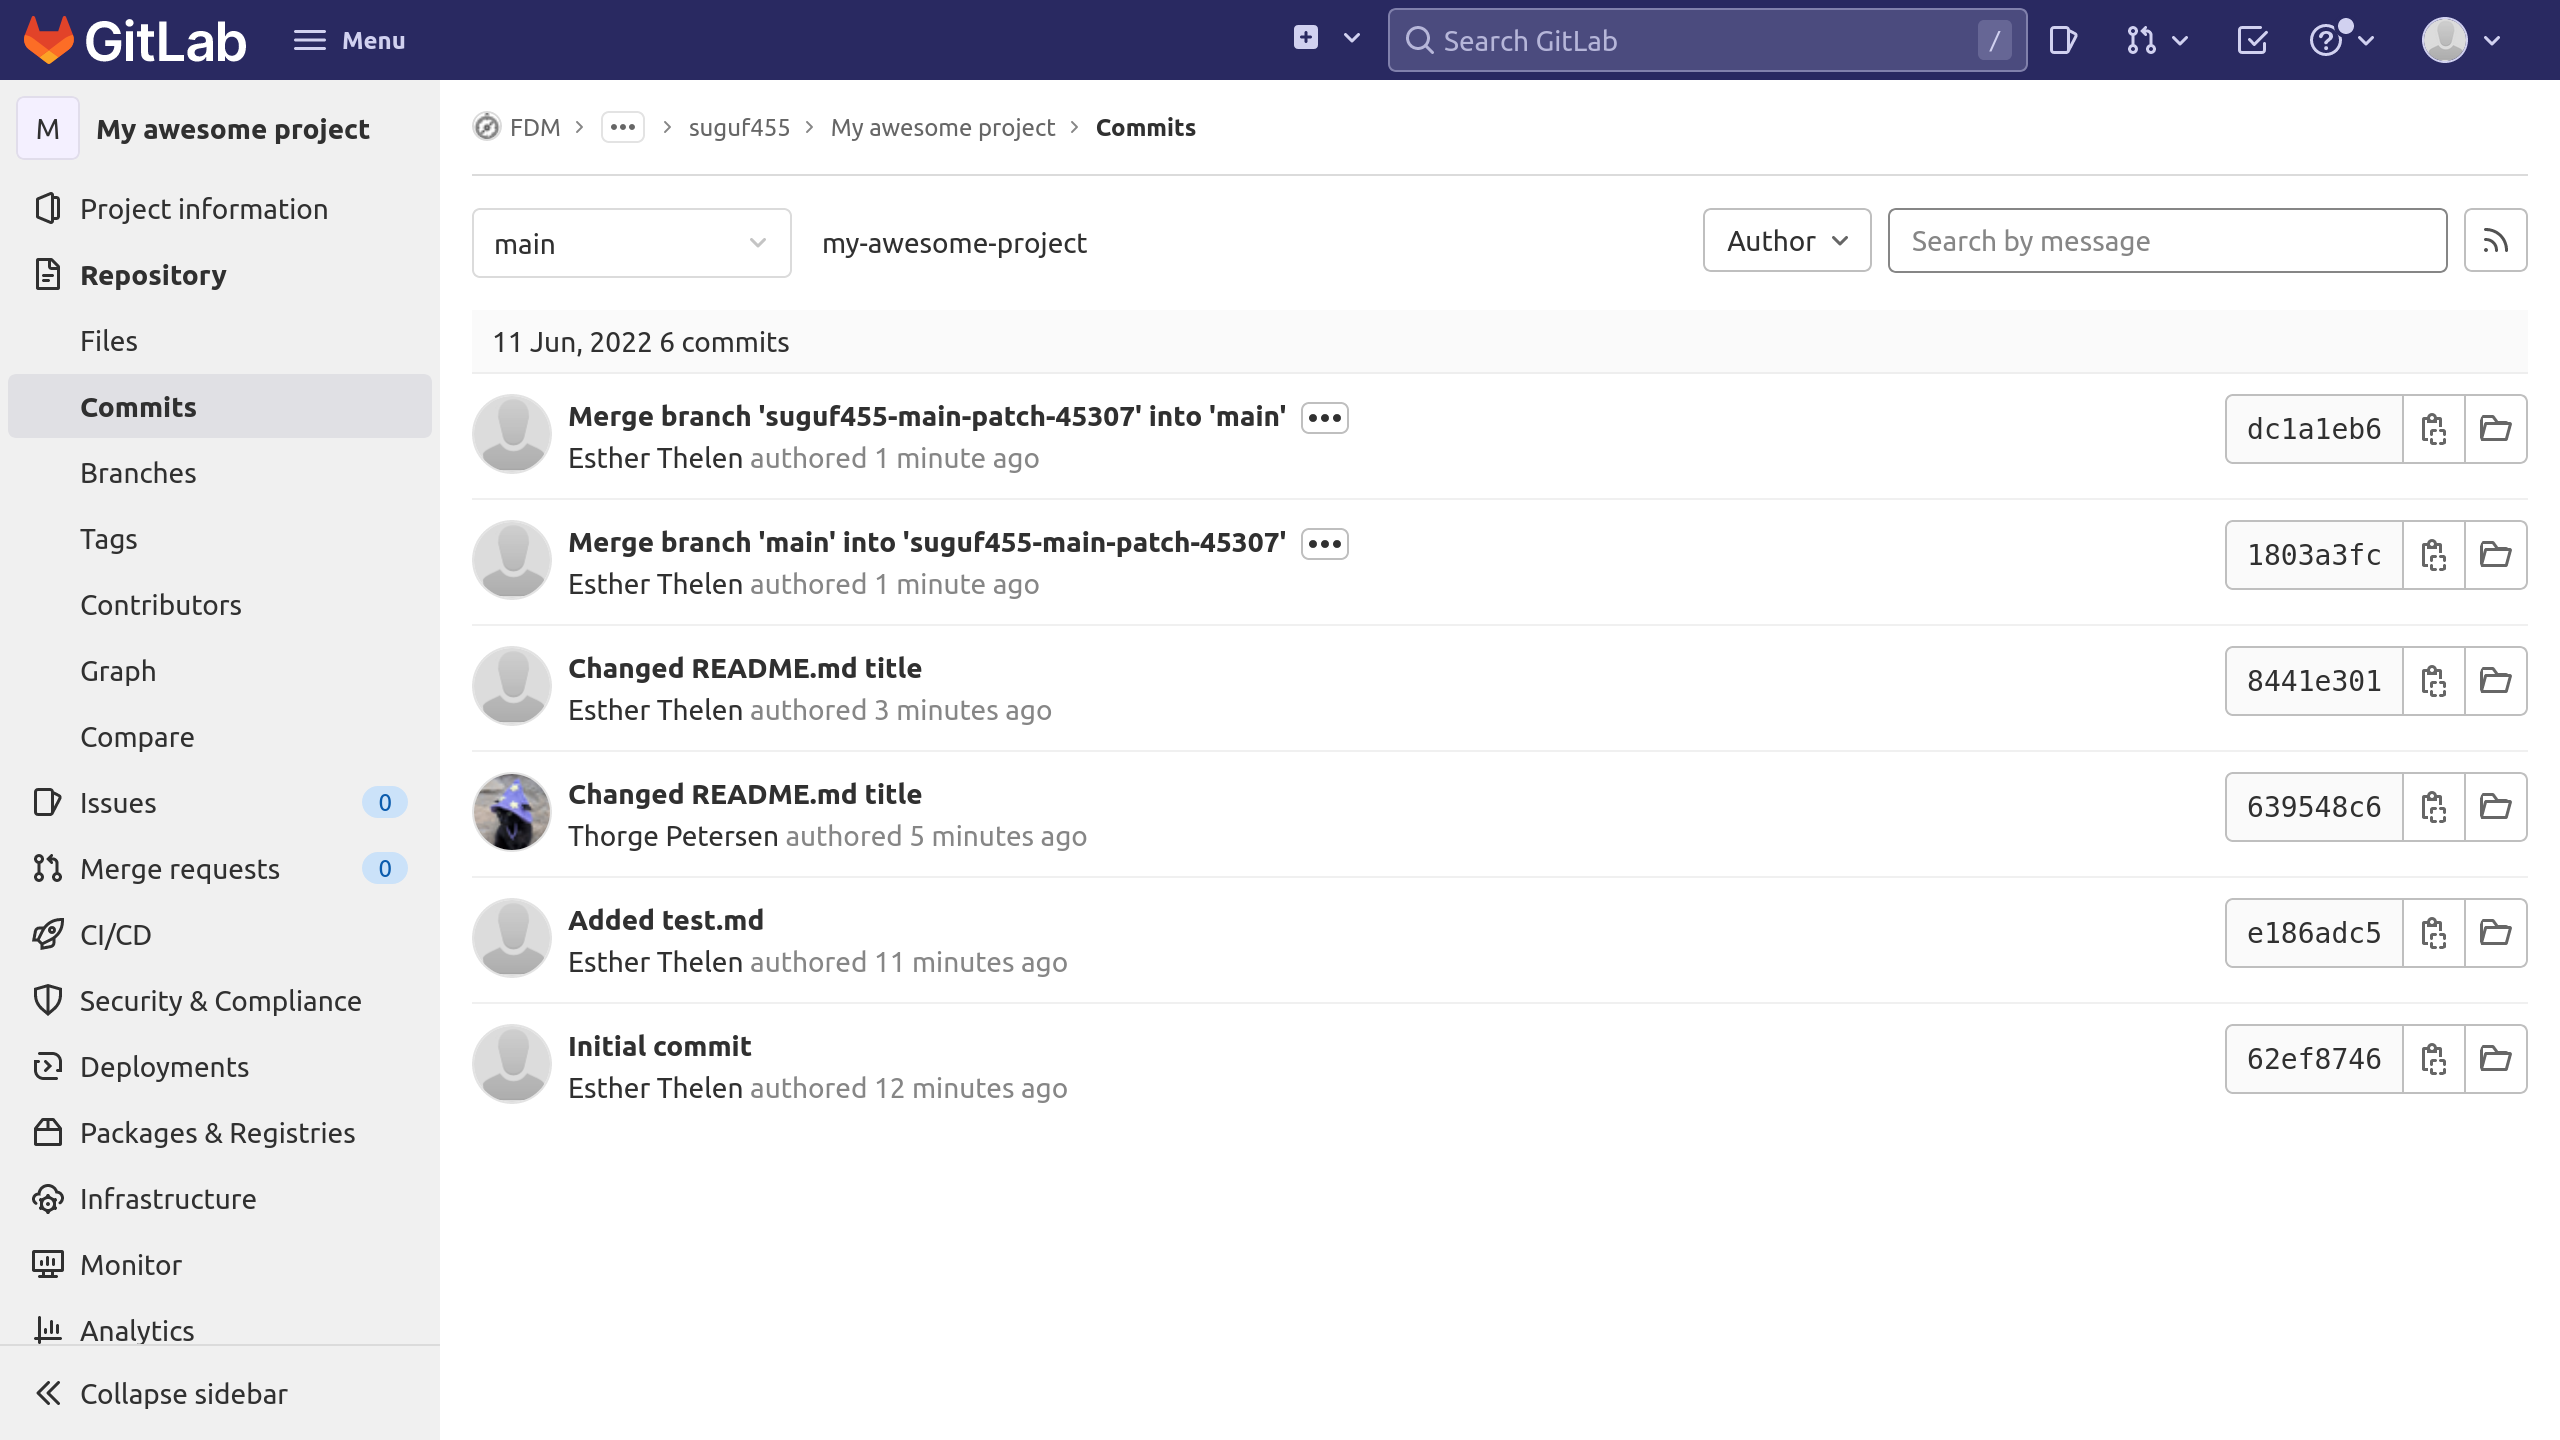 GitLab
Menu
Search GitLab
/
M
My awesome project
Project information
Repository
Files
Commits
Branches
Tags
Contributors
Graph
Compare
Issues
0
Merge requests
0
CI/CD
Security & Compliance
Deployments
Packages & Registries
Infrastructure
Monitor
Analytics
Collapse sidebar
FDM
suguf455
My awesome project
Commits
main
my-awesome-project
Author
Search by message
11 Jun, 2022 6 commits
Merge branch 'suguf455-main-patch-45307' into 'main'
Esther Thelen authored 1 minute ago
dc1a1eb6
Merge branch 'main' into 'suguf455-main-patch-45307'
Esther Thelen authored 1 minute ago
1803a3fc
Changed README.md title
Esther Thelen authored 3 minutes ago
8441e301
Changed README.md title
Thorge Petersen authored 5 minutes ago
639548c6
Added test.md
Esther Thelen authored 11 minutes ago
e186adc5
Initial commit
Esther Thelen authored 12 minutes ago
62ef8746